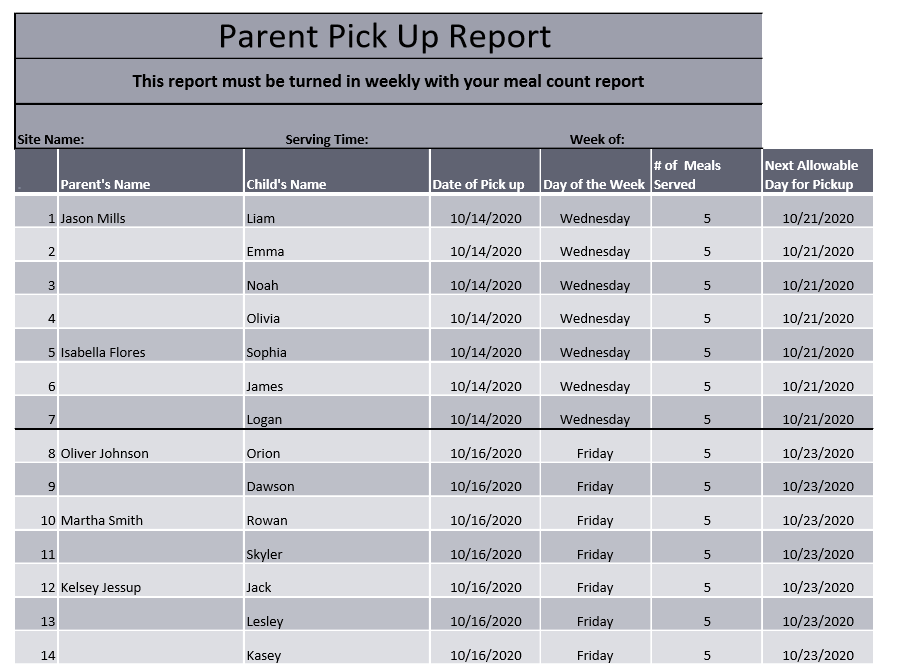 Parent Pick Up Report
This report must be turned in weekly with your meal count report
Site Name: Serving Time: Week of:
Parent's Name Child's Name Date of Pick up Day of the Week # of Meals Served Next Allowable Day for Pickup
1 Jason Mills Liam 10/14/2020 Wednesday 5 10/21/2020
2 Emma 10/14/2020 Wednesday 5 10/21/2020
3 Noah 10/14/2020 Wednesday 5 10/21/2020
4 Olivia 10/14/2020 Wednesday 5 10/21/2020
5 Isabella Flores Sophia 10/14/2020 Wednesday 5 10/21/2020
6 James 10/14/2020 Wednesday 5 10/21/2020
7 Logan 10/14/2020 Wednesday 5 10/21/2020
8 Oliver Johnson Orion 10/16/2020 Friday 5 10/23/2020
9 Dawson 10/16/2020 Friday 5 10/23/2020
10 Martha Smith Rowan 10/16/2020 Friday 5 10/23/2020
11 Skyler 10/16/2020 Friday 5 10/23/2020
12 Kelsey Jessup Jack 10/16/2020 Friday 5 10/23/2020
13 Lesley 10/16/2020 Friday 5 10/23/2020
14 Kasey 10/16/2020 Friday 5 10/23/2020